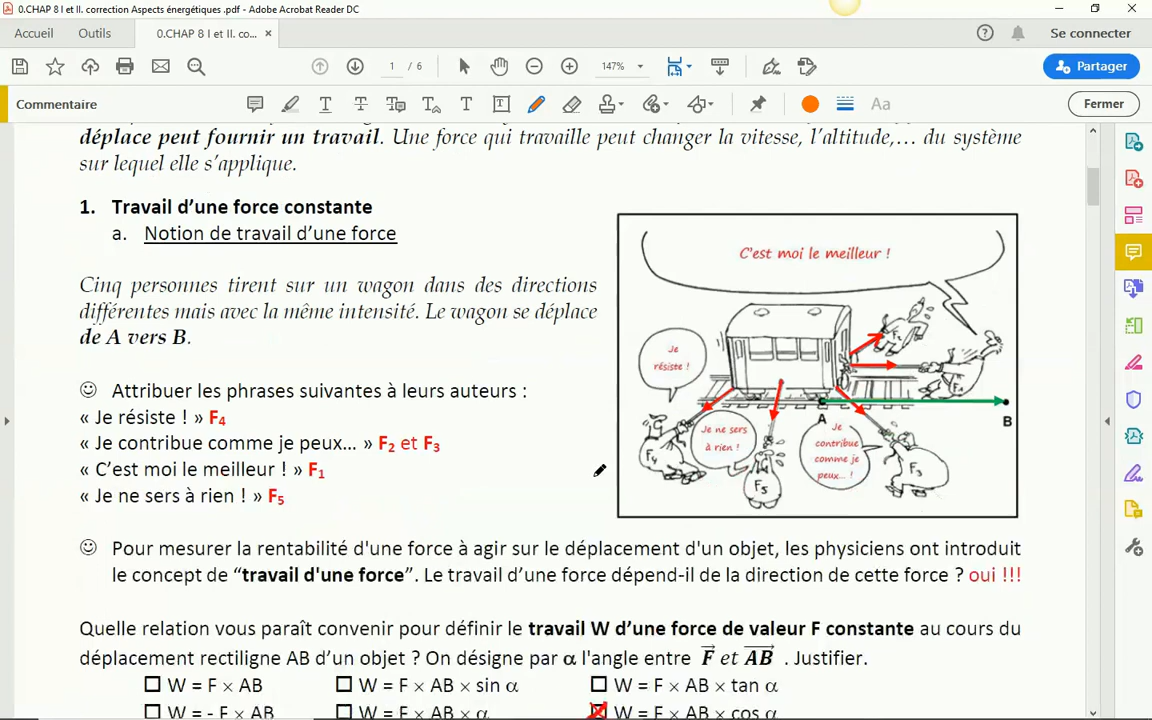 0.CHAP 8 I et II. correction Aspects énergétiques .pdf - Adobe Acrobat Reader DC
Accueil Outils 0.CHAP 8 I et II. co... × Se connecter
1 / 6 147% Partager
Commentaire Aa Fermer
déplace peut fournir un travail. Une force qui travaille peut changer la vitesse, l'altitude,... du système
sur lequel elle s'applique.
1. Travail d'une force constante
a. Notion de travail d'une force
Cinq personnes tirent sur un wagon dans des directions
différentes mais avec la même intensité. Le wagon se déplace
de A vers B.
Attribuer les phrases suivantes à leurs auteurs :
« Je résiste ! » F4
« Je contribue comme je peux... » F2 et F3
« C'est moi le meilleur ! » F1
« Je ne sers à rien ! » F5
C'est moi le meilleur !
Je
résiste !
Je ne sers
à rien !
Je
contribue
comme je
peux... !
A
B
F4
F5
F3
Pour mesurer la rentabilité d'une force à agir sur le déplacement d'un objet, les physiciens ont introduit
le concept de “travail d'une force”. Le travail d'une force dépend-il de la direction de cette force ? oui !!!
Quelle relation vous paraît convenir pour définir le travail W d'une force de valeur F constante au cours du
déplacement rectiligne AB d'un objet ? On désigne par α l'angle entre F et AB . Justifier.
W = F × AB W = F × AB × sin α W = F × AB × tan α
W = - F × AB W = F × AB × α W = F × AB × cos α